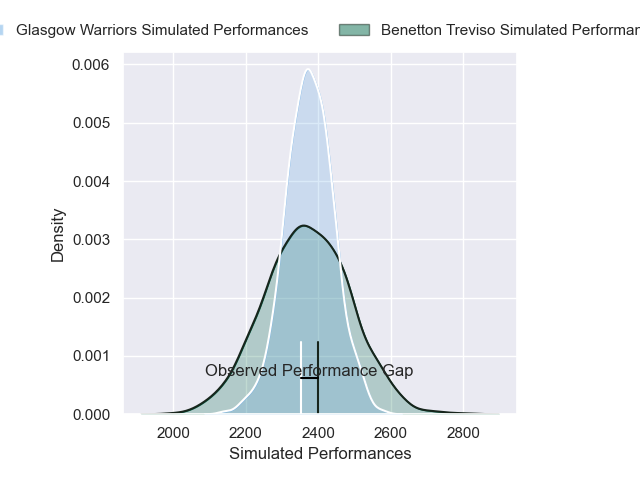 Glasgow Warriors Simulated Performances
Benetton Treviso Simulated
0.006
0.005
0.004
0.003
0.002
0.001
0.000
Density
Observed Performance Gap
2000
2200
2400
2600
2800
Simulated Performances